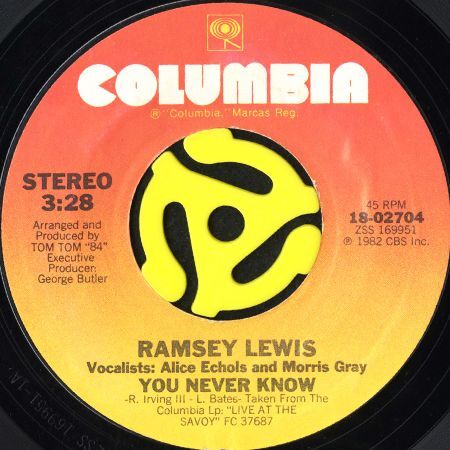 COLUMBIA
® "Columbia," Marcas Reg.
STEREO
3:28
Arranged and
Produced by
TOM TOM "84"
Executive
Producer:
George Butler
45 RPM
18-02704
ZSS 169951
℗ 1982 CBS Inc.
RAMSEY LEWIS
Vocalists: Alice Echols and Morris Gray
YOU NEVER KNOW
-R. Irving III - L. Bates- Taken From The
Columbia Lp: "LIVE AT THE
SAVOY" FC 37687